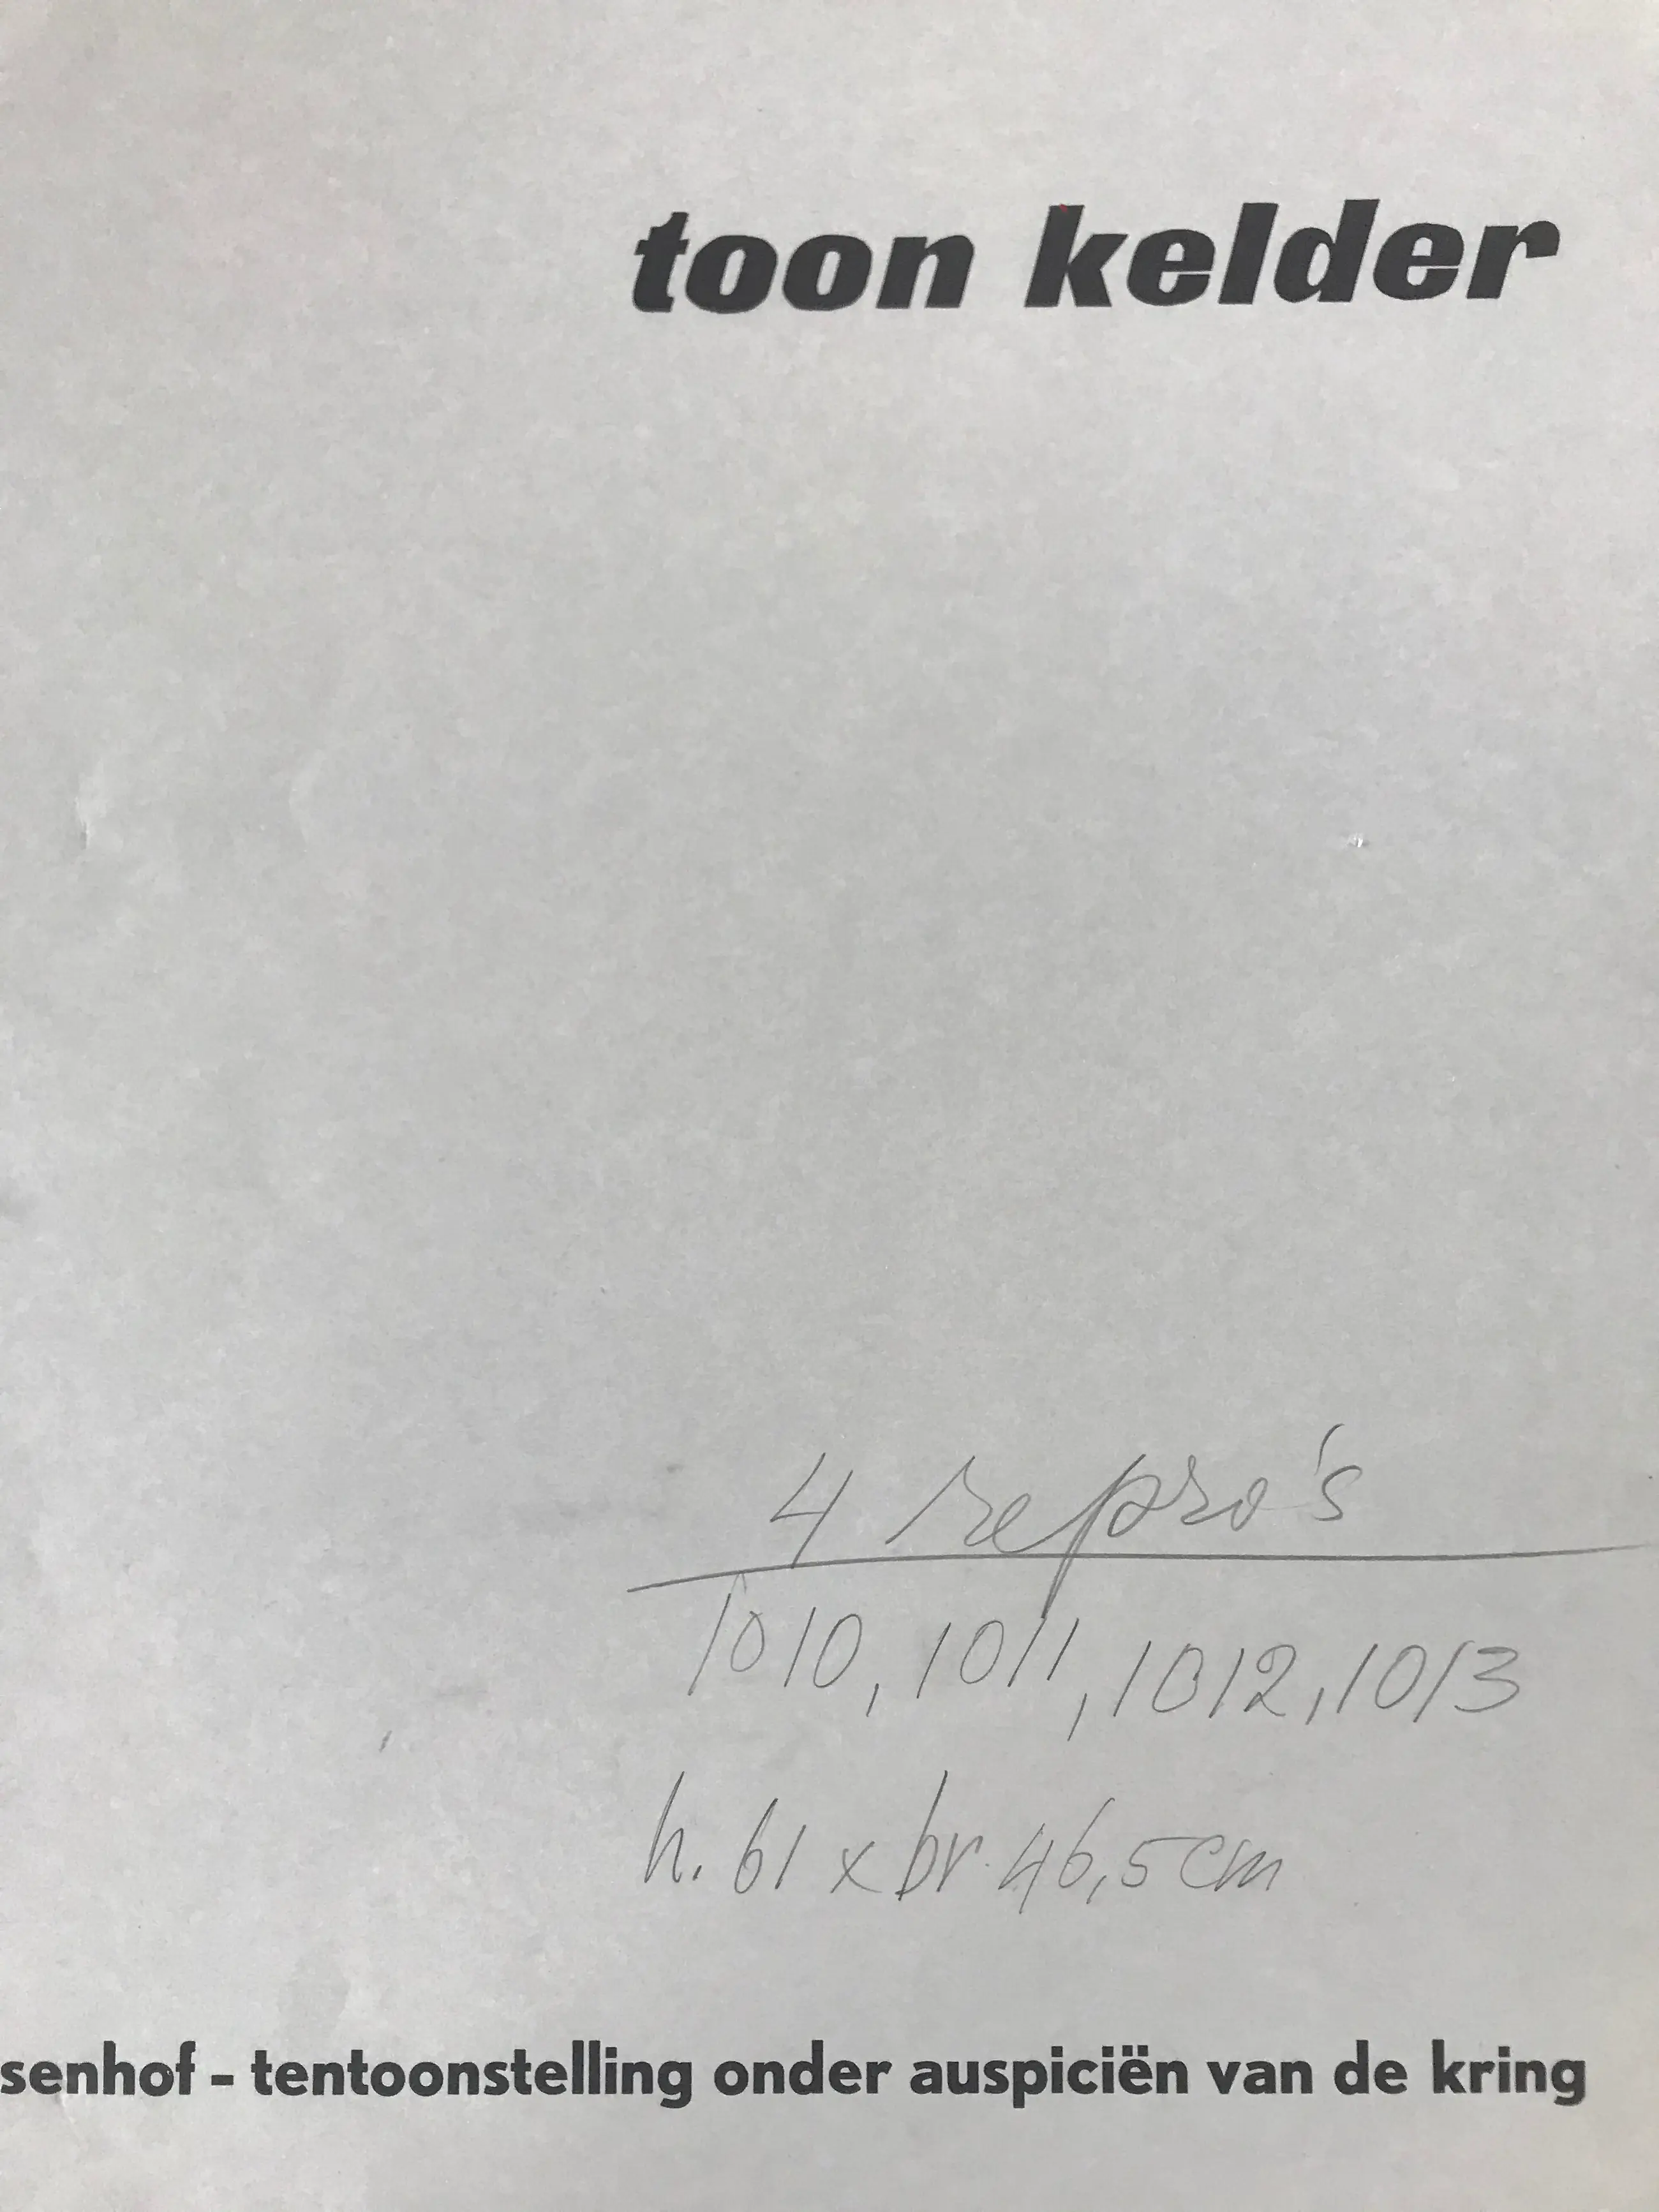 toon kelder
4 repro's
1010, 1011, 1012, 1013
h. 61 x br. 46,5 cm
senhof - tentoonstelling onder auspiciën van de kring